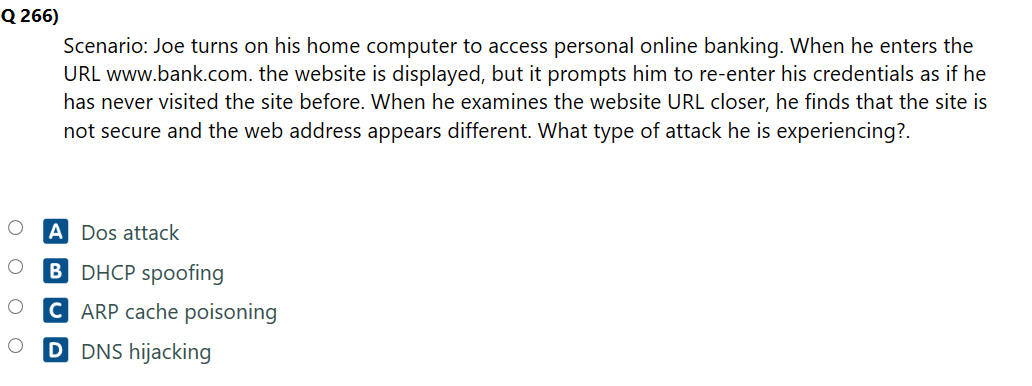 Q 266)
Scenario: Joe turns on his home computer to access personal online banking. When he enters the
URL www.bank.com. the website is displayed, but it prompts him to re-enter his credentials as if he
has never visited the site before. When he examines the website URL closer, he finds that the site is
not secure and the web address appears different. What type of attack he is experiencing?.
A Dos attack
B DHCP spoofing
C ARP cache poisoning
D DNS hijacking